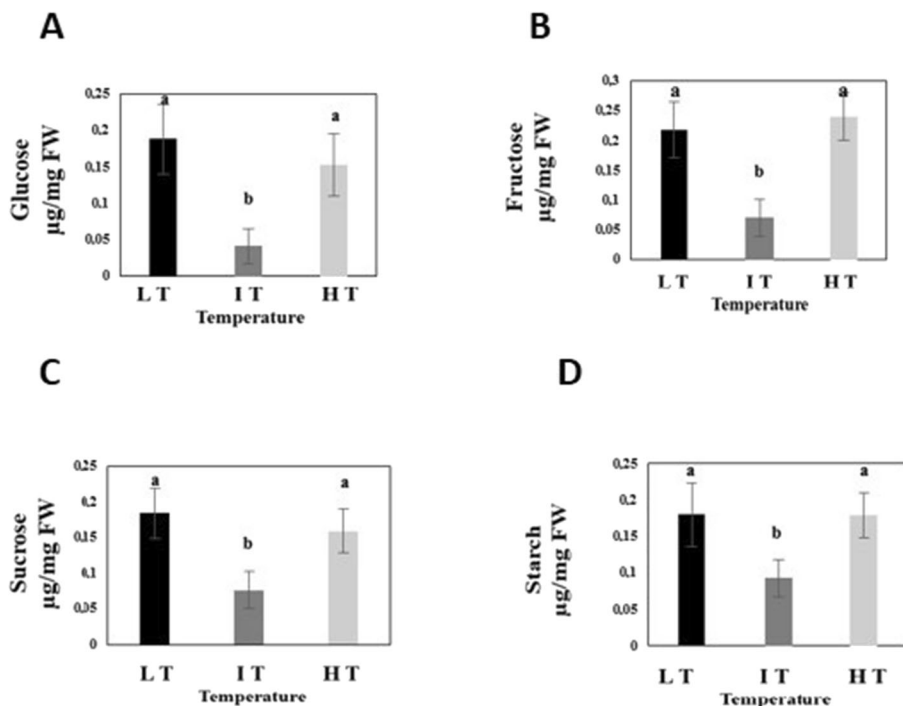 A
Glucose
µg/mg FW
0,25
0,2
0,15
0,1
0,05
0
a
b
a
L T I T H T
Temperature
B
Fructose
µg/mg FW
0,3
0,25
0,2
0,15
0,1
0,05
0
a
b
a
L T I T H T
Temperature
C
Sucrose
µg/mg FW
0,25
0,2
0,15
0,1
0,05
0
a
b
a
L T I T H T
Temperature
D
Starch
µg/mg FW
0,25
0,2
0,15
0,1
0,05
0
a
b
a
L T I T H T
Temperature